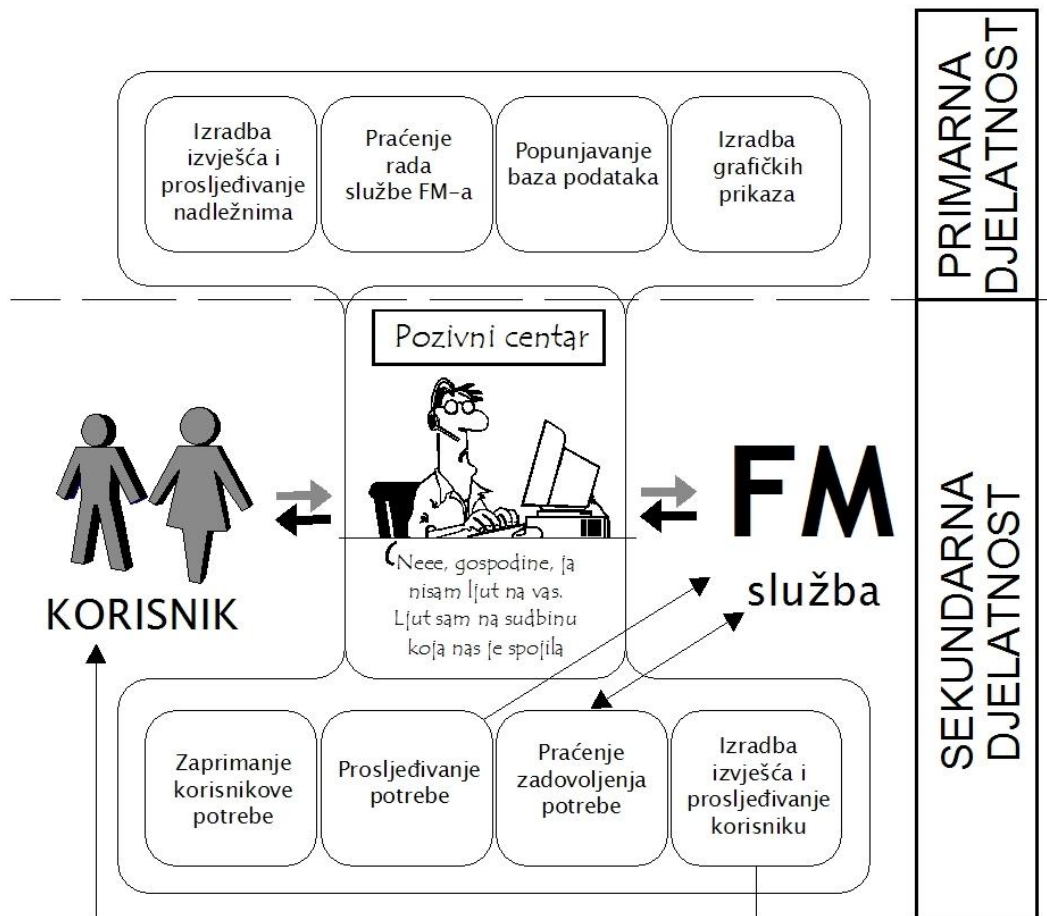 Izradba
izvješća i
prosljeđivanje
nadležnima
Praćenje
rada
službe FM-a
Popunjavanje
baza podataka
Izradba
grafičkih
prikaza
PRIMARNA
DJELATNOST
Pozivni centar
Neee, gospodine, ja
nisam ljut na vas.
Ljut sam na sudbinu
koja nas je spojila
KORISNIK
FM
služba
SEKUNDARNA
DJELATNOST
Zaprimanje
korisnikove
potrebe
Prosljeđivanje
potrebe
Praćenje
zadovoljenja
potrebe
Izradba
izvješća i
prosljeđivanje
korisniku